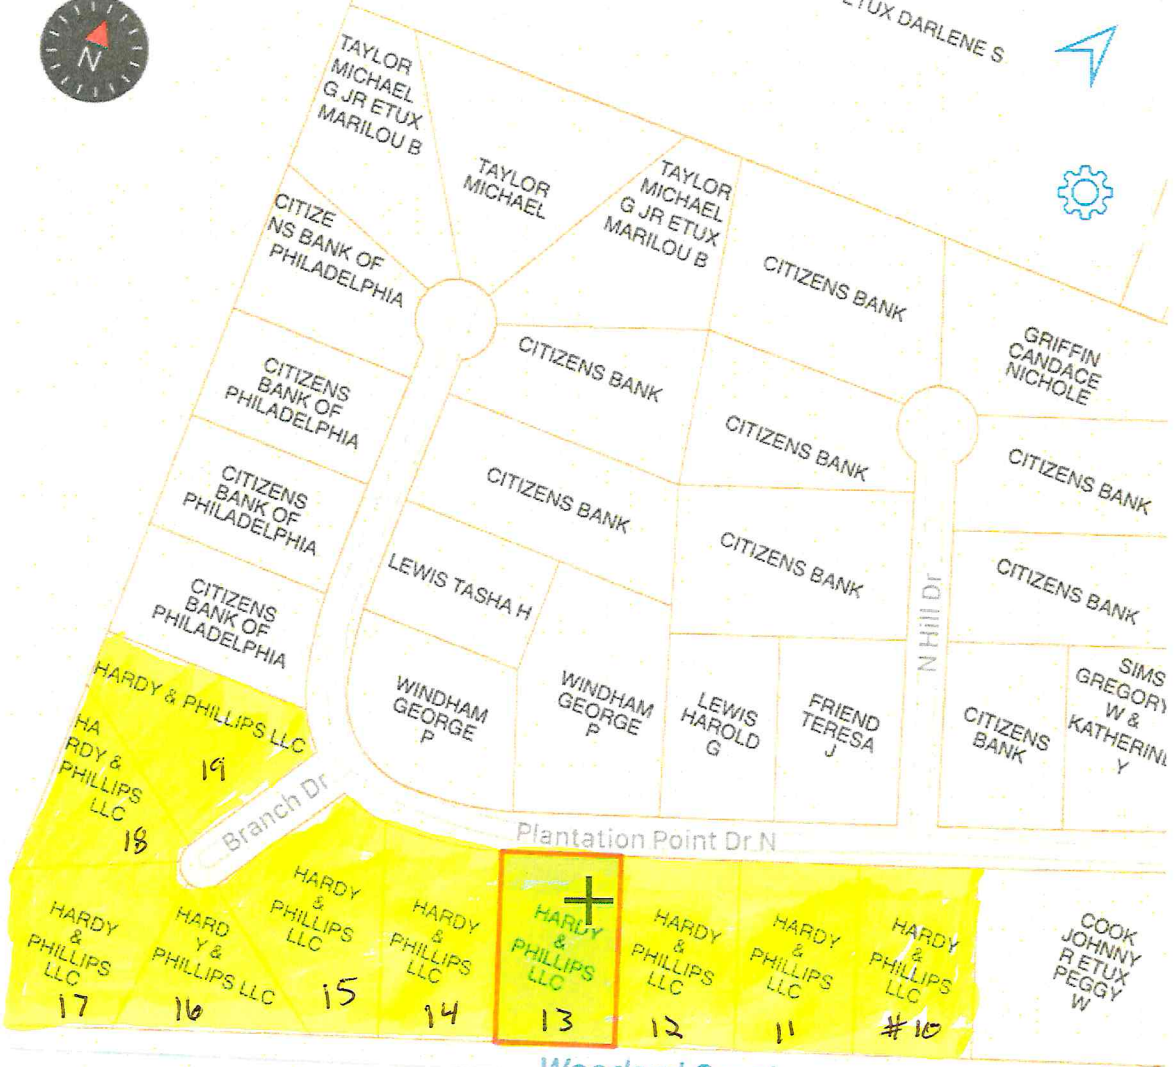 ETUX DARLENE S
N
TAYLOR
MICHAEL
G JR ETUX
MARILOU B
TAYLOR
MICHAEL
TAYLOR
MICHAEL
G JR ETUX
MARILOU B
CITIZE
NS BANK OF
PHILADELPHIA
CITIZENS BANK
GRIFFIN
CANDACE
NICHOLE
CITIZENS
BANK OF
PHILADELPHIA
CITIZENS BANK
CITIZENS BANK
CITIZENS BANK
CITIZENS
BANK OF
PHILADELPHIA
CITIZENS BANK
CITIZENS BANK
CITIZENS BANK
LEWIS TASHA H
N Hill Dr
CITIZENS
BANK OF
PHILADELPHIA
WINDHAM
GEORGE
P
WINDHAM
GEORGE
P
LEWIS
HAROLD
G
FRIEND
TERESA
J
CITIZENS
BANK
SIMS
GREGORY
W &
KATHERINE
Y
HARDY & PHILLIPS LLC
19
HA
RDY &
PHILLIPS
LLC
18
Branch Dr
Plantation Point Dr N
HARDY
&
PHILLIPS
LLC
17
HARD
Y &
PHILLIPS LLC
16
HARDY
&
PHILLIPS
LLC
15
HARDY
&
PHILLIPS
LLC
14
HARDY
&
PHILLIPS
LLC
13
HARDY
&
PHILLIPS
LLC
12
HARDY
&
PHILLIPS
LLC
11
HARDY
&
PHILLIPS
LLC
#10
COOK
JOHNNY
R ETUX
PEGGY
W